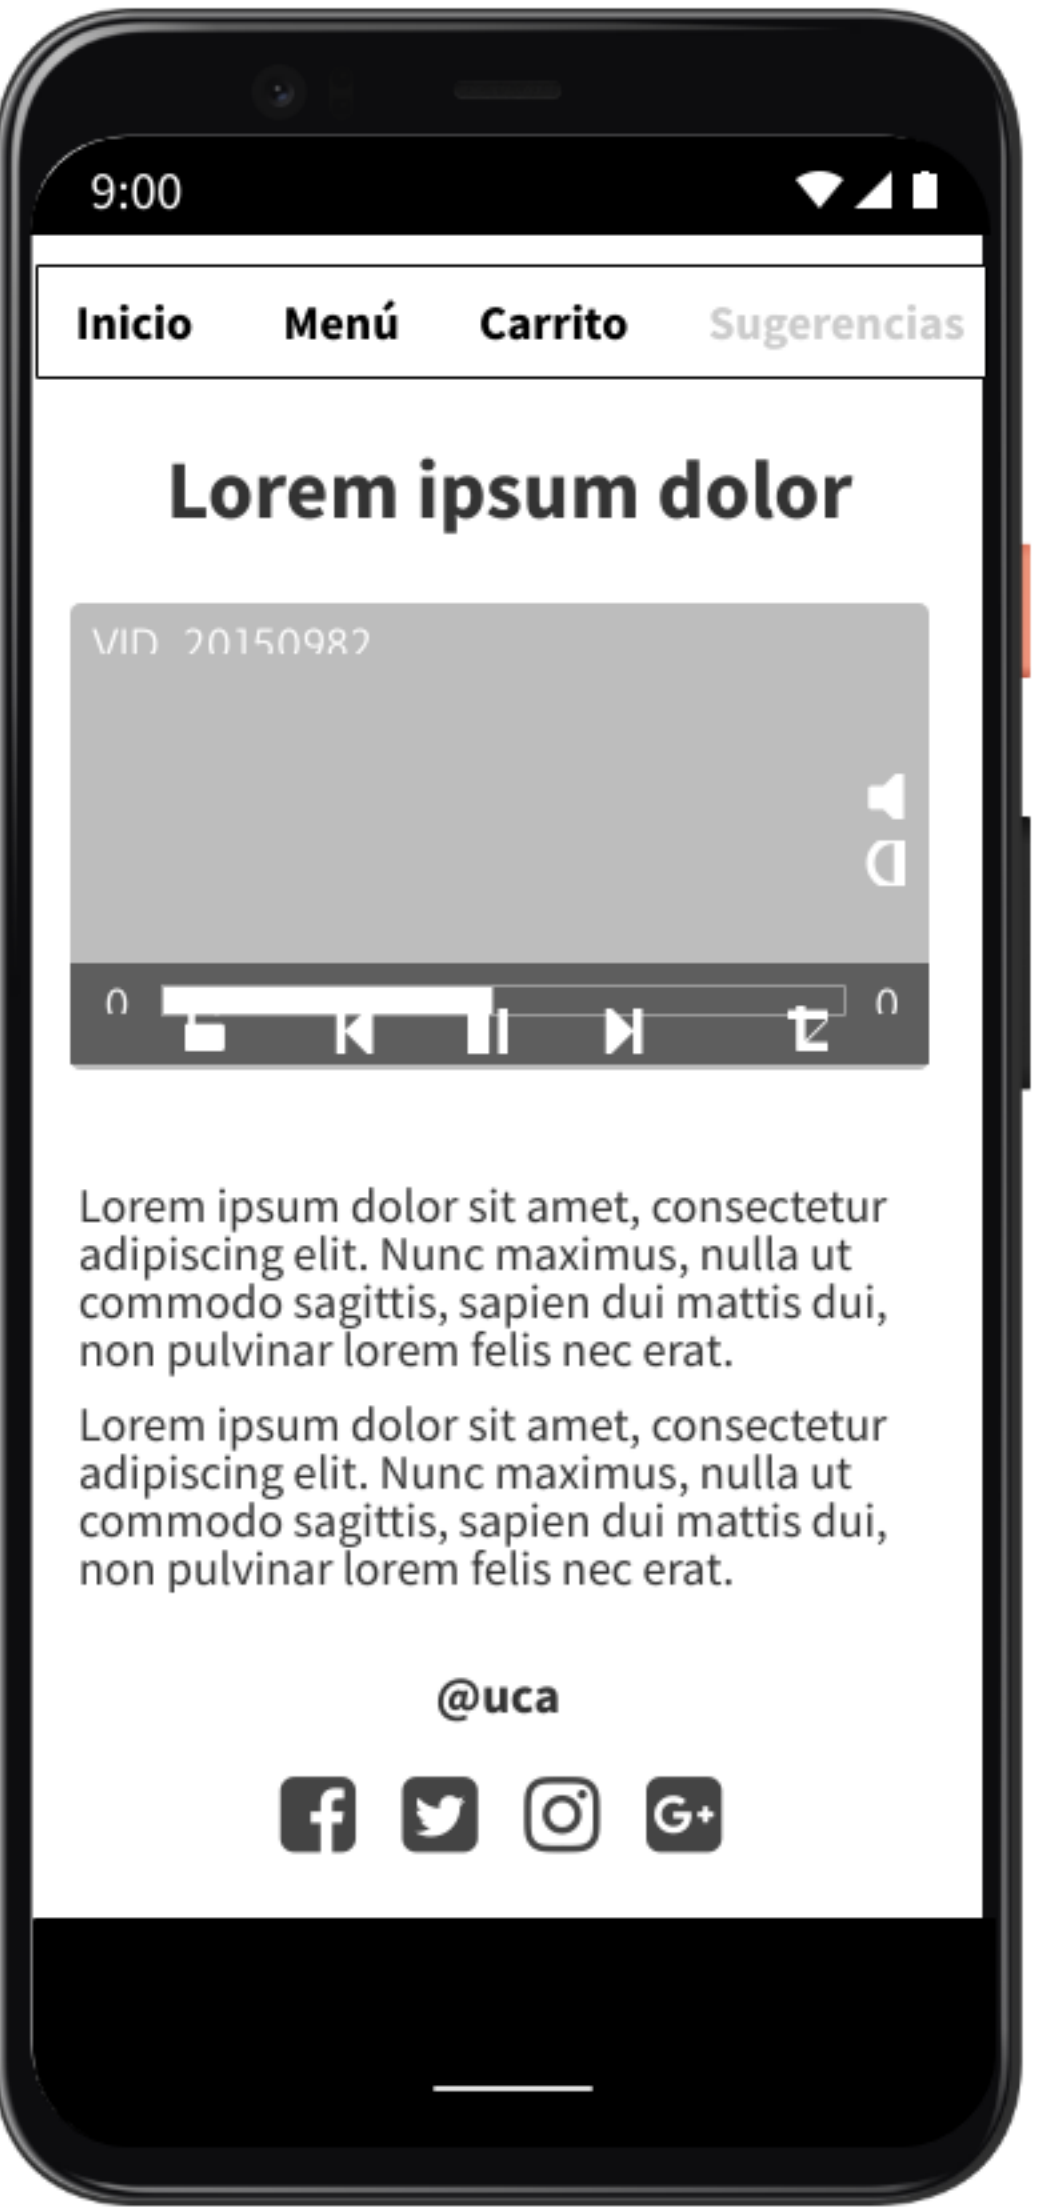 9:00
Inicio Menú Carrito Sugerencias
Lorem ipsum dolor
VID_20150982
0 0
Lorem ipsum dolor sit amet, consectetur
adipiscing elit. Nunc maximus, nulla ut
commodo sagittis, sapien dui mattis dui,
non pulvinar lorem felis nec erat.
Lorem ipsum dolor sit amet, consectetur
adipiscing elit. Nunc maximus, nulla ut
commodo sagittis, sapien dui mattis dui,
non pulvinar lorem felis nec erat.
@uca
G+